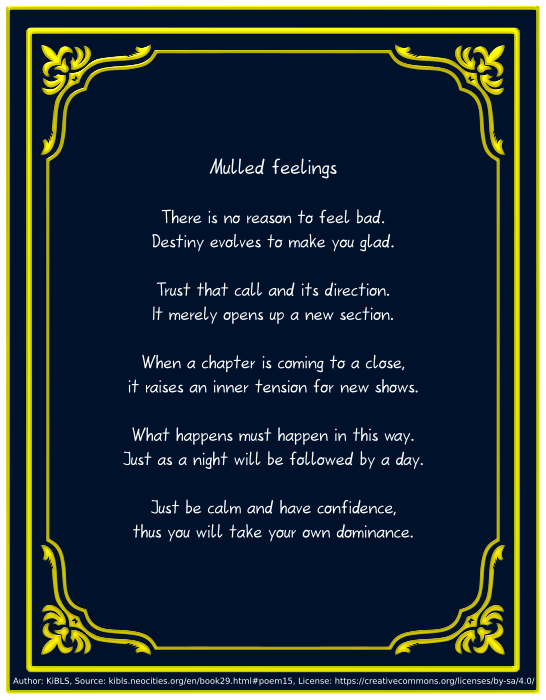 Mulled feelings
There is no reason to feel bad.
Destiny evolves to make you glad.
Trust that call and its direction.
It merely opens up a new section.
When a chapter is coming to a close,
it raises an inner tension for new shows.
What happens must happen in this way.
Just as a night will be followed by a day.
Just be calm and have confidence,
thus you will take your own dominance.
Author: KiBLS, Source: kibls.neocities.org/en/book29.html#poem15, License: https://creativecommons.org/licenses/by-sa/4.0/